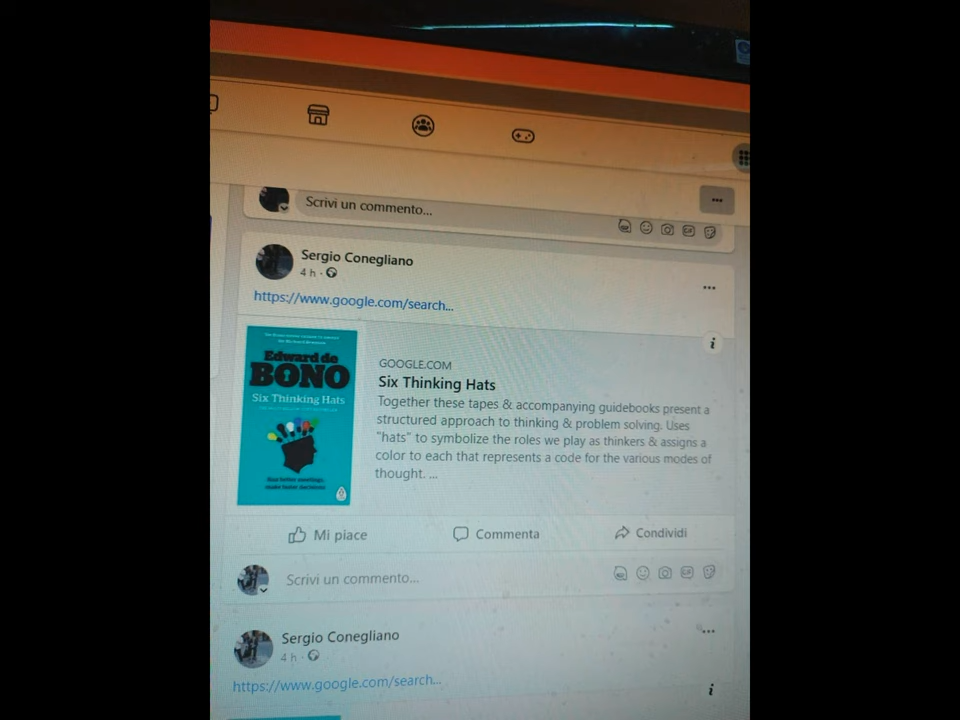 Scrivi un commento...
Sergio Conegliano
4 h ·
https://www.google.com/search...
Edward de
BONO
Six Thinking Hats
GOOGLE.COM
Six Thinking Hats
Together these tapes & accompanying guidebooks present a
structured approach to thinking & problem solving. Uses
"hats" to symbolize the roles we play as thinkers & assigns a
color to each that represents a code for the various modes of
thought. ...
Mi piace
Commenta
Condividi
Scrivi un commento...
Sergio Conegliano
4 h ·
https://www.google.com/search...